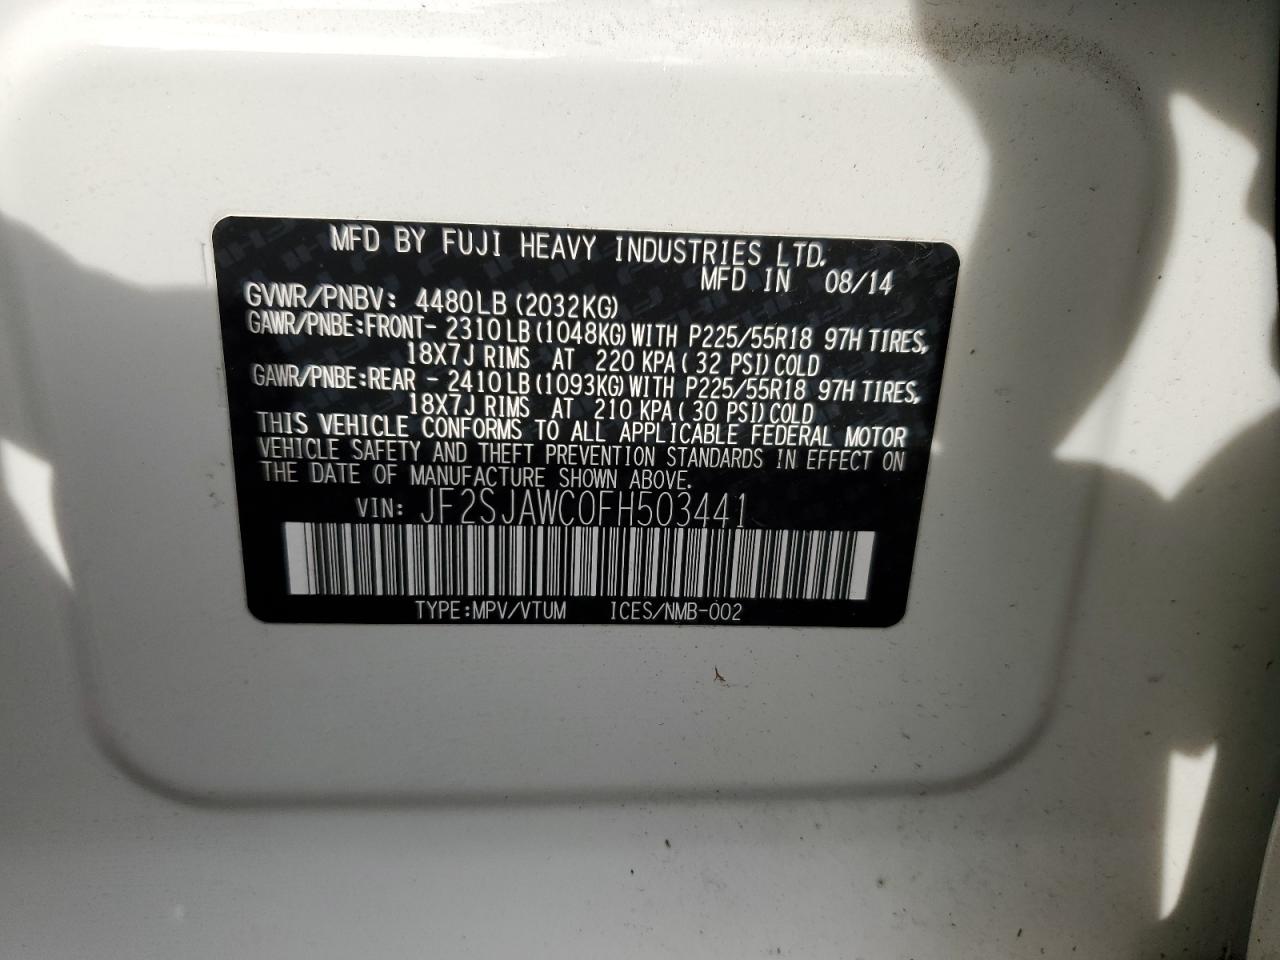 MFD BY FUJI HEAVY INDUSTRIES LTD.
MFD IN 08/14
GVWR/PNBV: 4480LB (2032KG)
GAWR/PNBE:FRONT- 2310LB (1048KG) WITH P225/55R18 97H TIRES,
18X7J RIMS AT 220 KPA ( 32 PSI) COLD
GAWR/PNBE:REAR - 2410LB (1093KG) WITH P225/55R18 97H TIRES,
18X7J RIMS AT 210 KPA ( 30 PSI) COLD
THIS VEHICLE CONFORMS TO ALL APPLICABLE FEDERAL MOTOR
VEHICLE SAFETY AND THEFT PREVENTION STANDARDS IN EFFECT ON
THE DATE OF MANUFACTURE SHOWN ABOVE.
VIN: JF2SJAWC0FH503441
TYPE:MPV/VTUM ICES/NMB-002